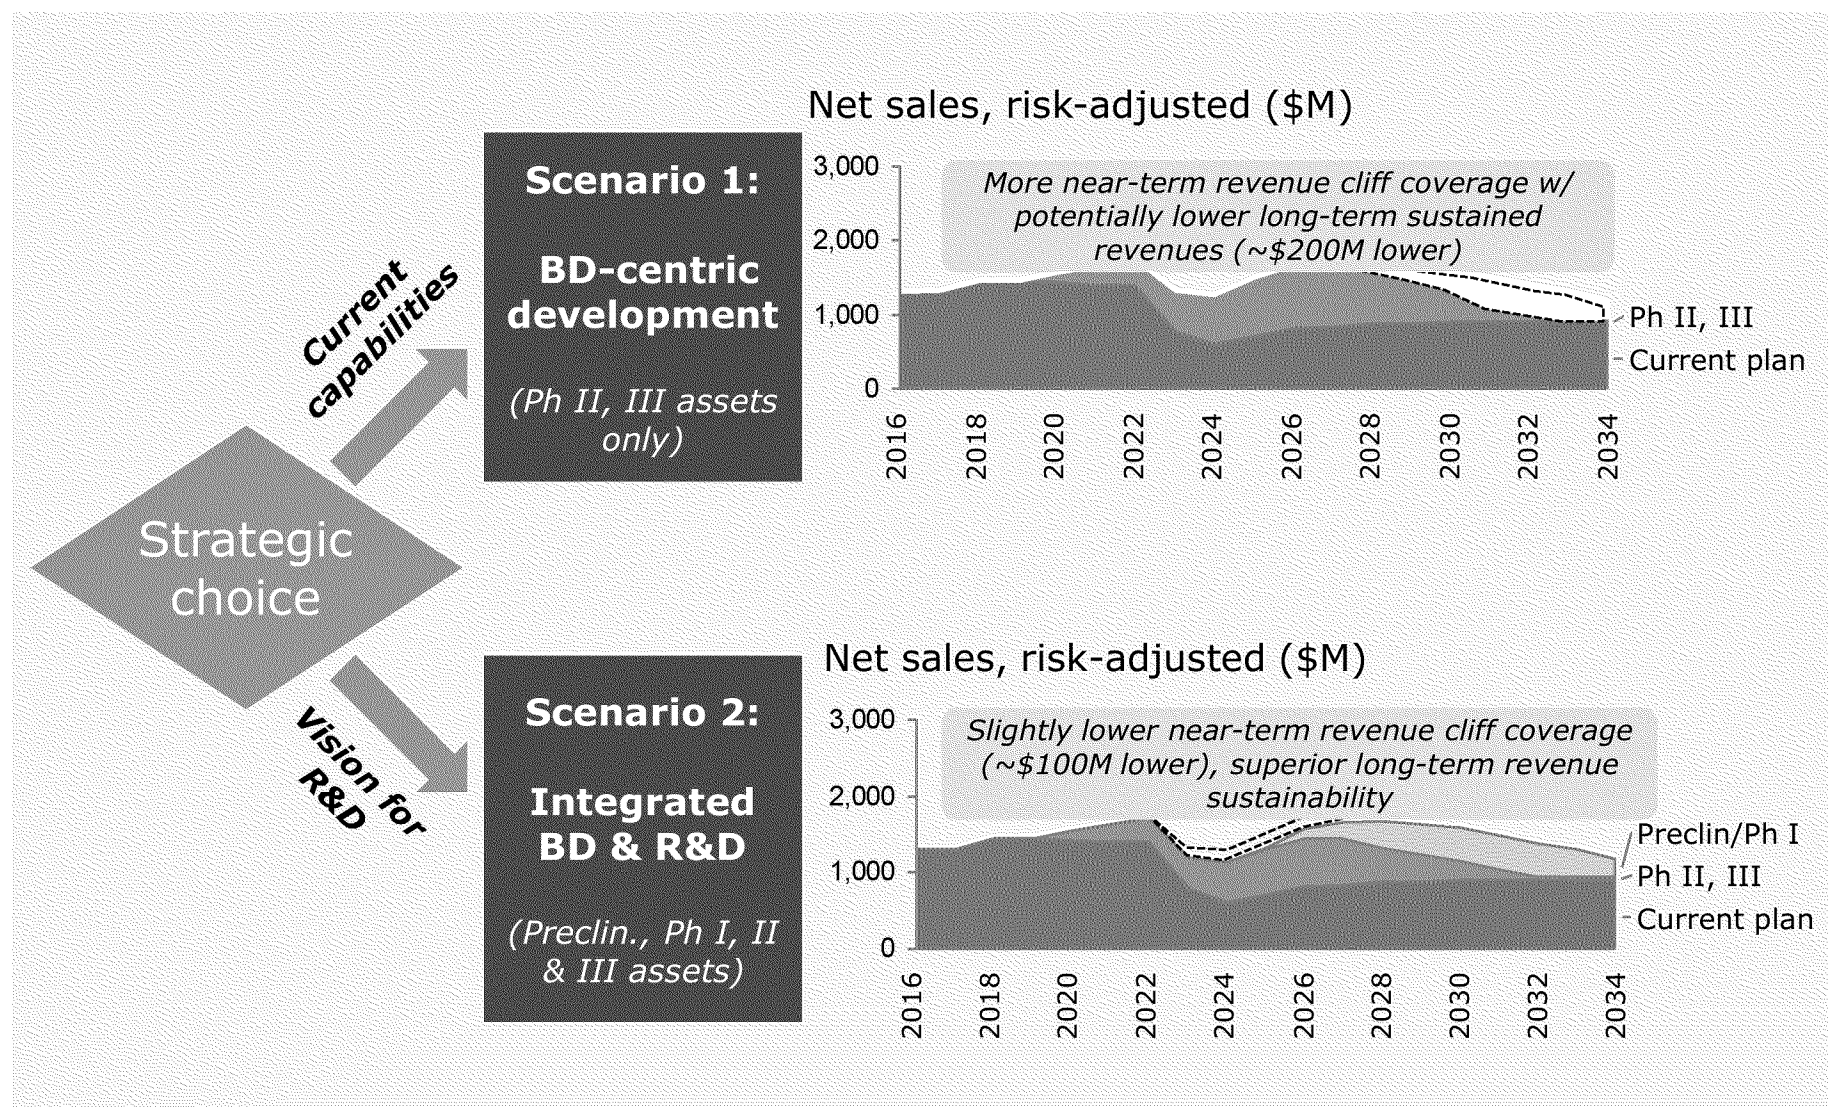 Strategic
choice
Current
capabilities
Vision for
R&D
Scenario 1:
BD-centric
development
(Ph II, III assets
only)
Net sales, risk-adjusted ($M)
3,000
2,000
1,000
0
More near-term revenue cliff coverage w/
potentially lower long-term sustained
revenues (~$200M lower)
Ph II, III
Current plan
2016
2018
2020
2022
2024
2026
2028
2030
2032
2034
Scenario 2:
Integrated
BD & R&D
(Preclin., Ph I, II
& III assets)
Net sales, risk-adjusted ($M)
3,000
2,000
1,000
0
Slightly lower near-term revenue cliff coverage
(~$100M lower), superior long-term revenue
sustainability
Preclin/Ph I
Ph II, III
Current plan
2016
2018
2020
2022
2024
2026
2028
2030
2032
2034